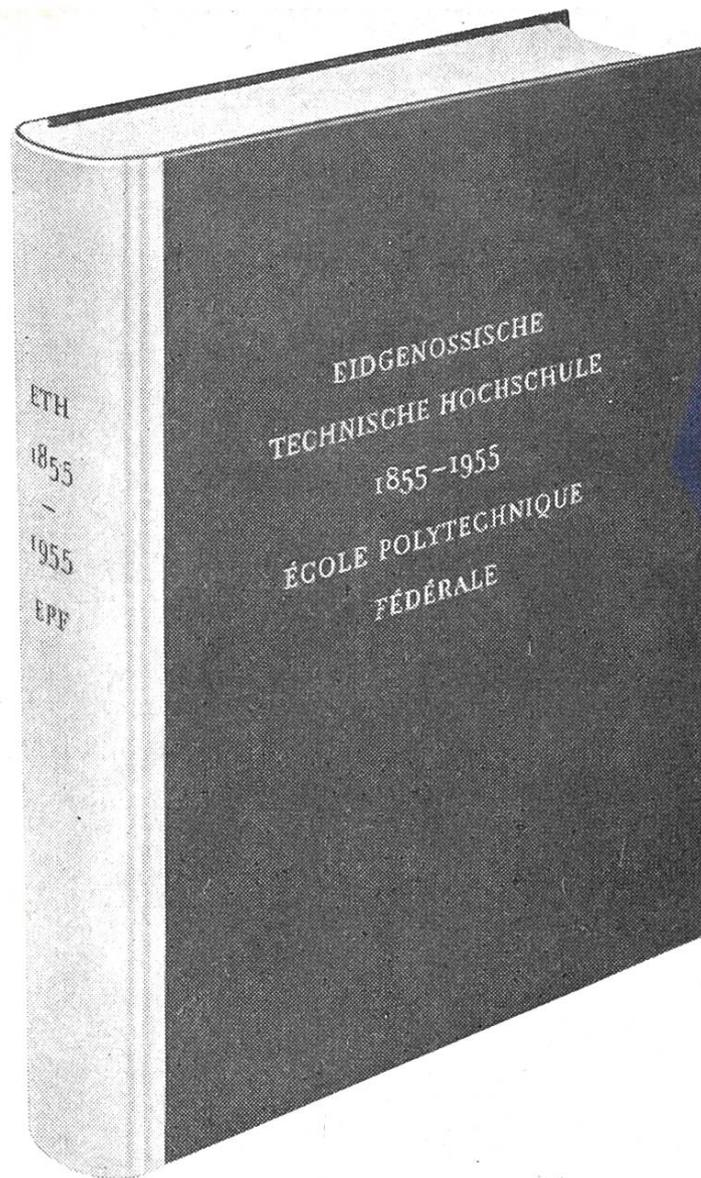 ETH
1855
–
1955
EPF
EIDGENOSSISCHE
TECHNISCHE HOCHSCHULE
1855–1955
ÉCOLE POLYTECHNIQUE
FÉDÉRALE